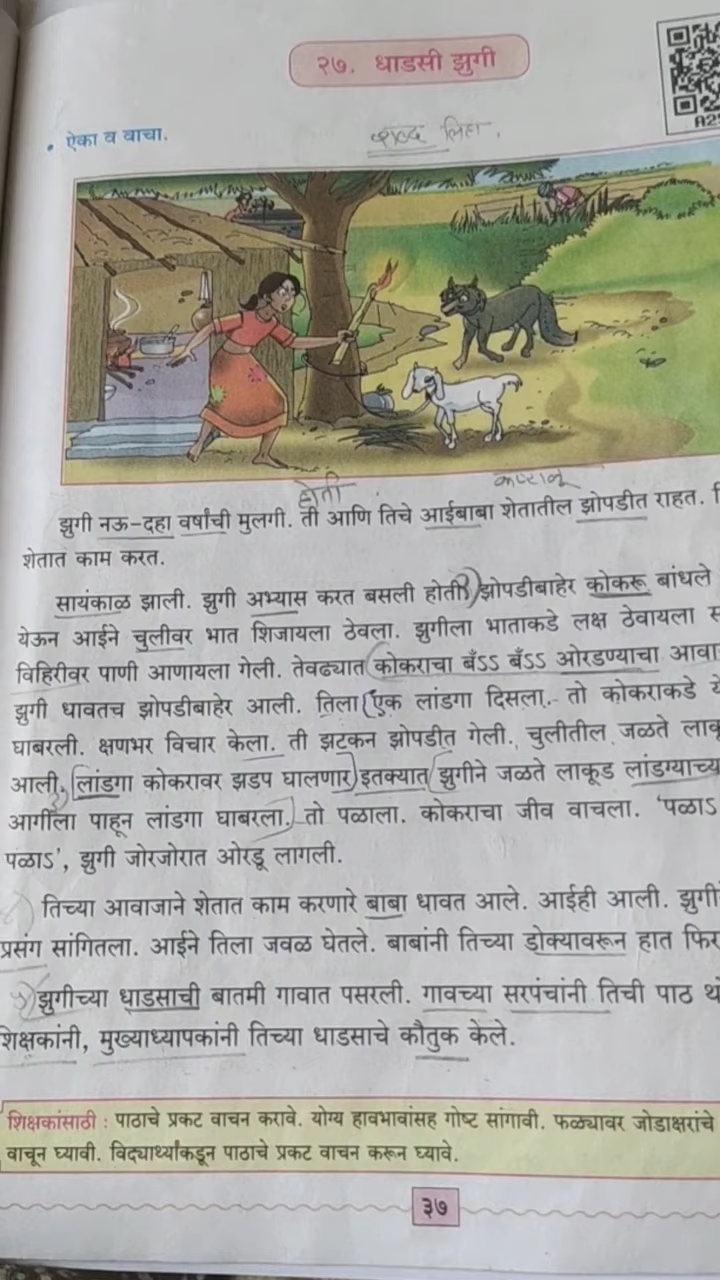 २७. धाडसी झुगी
• ऐका व वाचा.
शब्द लिहा.
होती
झुगी नऊ-दहा वर्षांची मुलगी. ती आणि तिचे आईबाबा शेतातील झोपडीत राहत.
शेतात काम करत.
सायंकाळ झाली. झुगी अभ्यास करत बसली होती. झोपडीबाहेर कोकरू बांधले
येऊन आईने चुलीवर भात शिजायला ठेवला. झुगीला भाताकडे लक्ष ठेवायला
विहिरीवर पाणी आणायला गेली. तेवढ्यात कोकराचा बँऽऽ बँऽऽ ओरडण्याचा
झुगी धावतच झोपडीबाहेर आली. तिला एक लांडगा दिसला. तो कोकराकडे
घाबरली. क्षणभर विचार केला. ती झटकन झोपडीत गेली. चुलीतील जळते
आली. लांडगा कोकरावर झडप घालणार इतक्यात झुगीने जळते लाकूड लांडग्याच्या
आगीला पाहून लांडगा घाबरला. तो पळाला. कोकराचा जीव वाचला. ‘पळाऽ
पळाऽ’, झुगी जोरजोरात ओरडू लागली.
तिच्या आवाजाने शेतात काम करणारे बाबा धावत आले. आईही आली.
प्रसंग सांगितला. आईने तिला जवळ घेतले. बाबांनी तिच्या डोक्यावरून हात
झुगीच्या धाडसाची बातमी गावात पसरली. गावच्या सरपंचांनी तिची पाठ
शिक्षकांनी, मुख्याध्यापकांनी तिच्या धाडसाचे कौतुक केले.
शिक्षकांसाठी : पाठाचे प्रकट वाचन करावे. योग्य हावभावांसह गोष्ट सांगावी. फळ्यावर जोडाक्षरांचे
वाचून घ्यावी. विद्यार्थ्यांकडून पाठाचे प्रकट वाचन करून घ्यावे.
३७